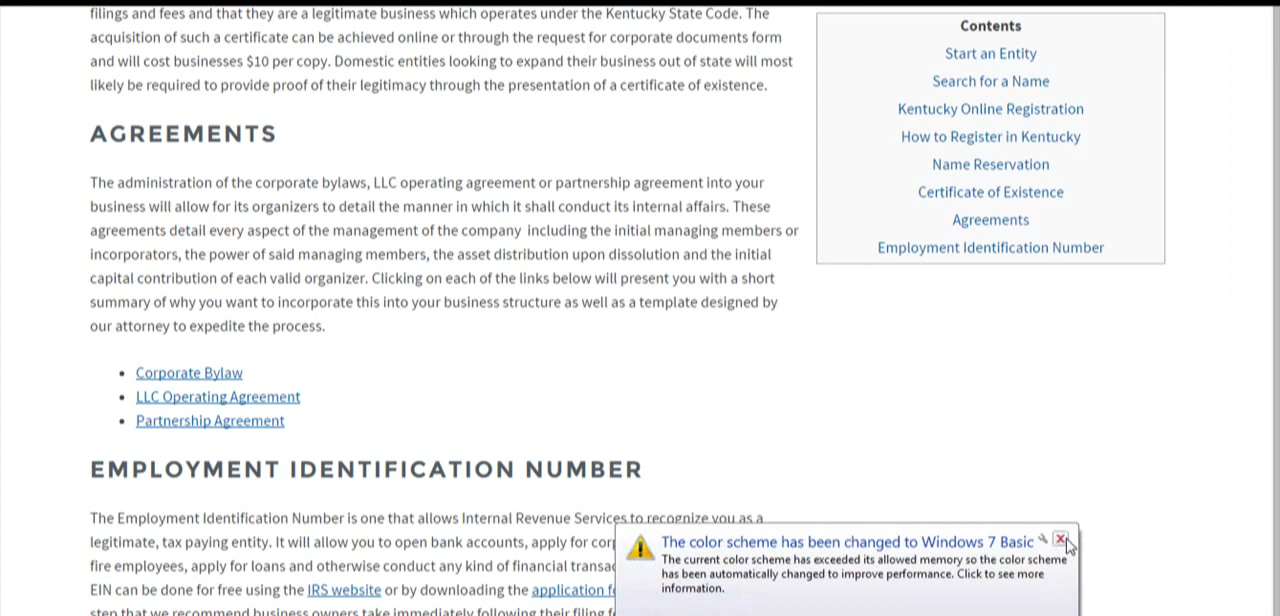 filings and fees and that they are a legitimate business which operates under the Kentucky State Code. The
acquisition of such a certificate can be achieved online or through the request for corporate documents form
and will cost businesses $10 per copy. Domestic entities looking to expand their business out of state will most
likely be required to provide proof of their legitimacy through the presentation of a certificate of existence.
AGREEMENTS
The administration of the corporate bylaws, LLC operating agreement or partnership agreement into your
business will allow for its organizers to detail the manner in which it shall conduct its internal affairs. These
agreements detail every aspect of the management of the company including the initial managing members or
incorporators, the power of said managing members, the asset distribution upon dissolution and the initial
capital contribution of each valid organizer. Clicking on each of the links below will present you with a short
summary of why you want to incorporate this into your business structure as well as a template designed by
our attorney to expedite the process.
• Corporate Bylaw
• LLC Operating Agreement
• Partnership Agreement
EMPLOYMENT IDENTIFICATION NUMBER
The Employment Identification Number is one that allows Internal Revenue Services to recognize you as a
legitimate, tax paying entity. It will allow you to open bank accounts, apply for
fire employees, apply for loans and otherwise conduct any kind of financial
EIN can be done for free using the IRS website or by downloading the application
step that we recommend business owners take immediately following their filing
Contents
Start an Entity
Search for a Name
Kentucky Online Registration
How to Register in Kentucky
Name Reservation
Certificate of Existence
Agreements
Employment Identification Number
The color scheme has been changed to Windows 7 Basic
The current color scheme has exceeded its allowed memory so the color scheme
has been automatically changed to improve performance. Click to see more
information.